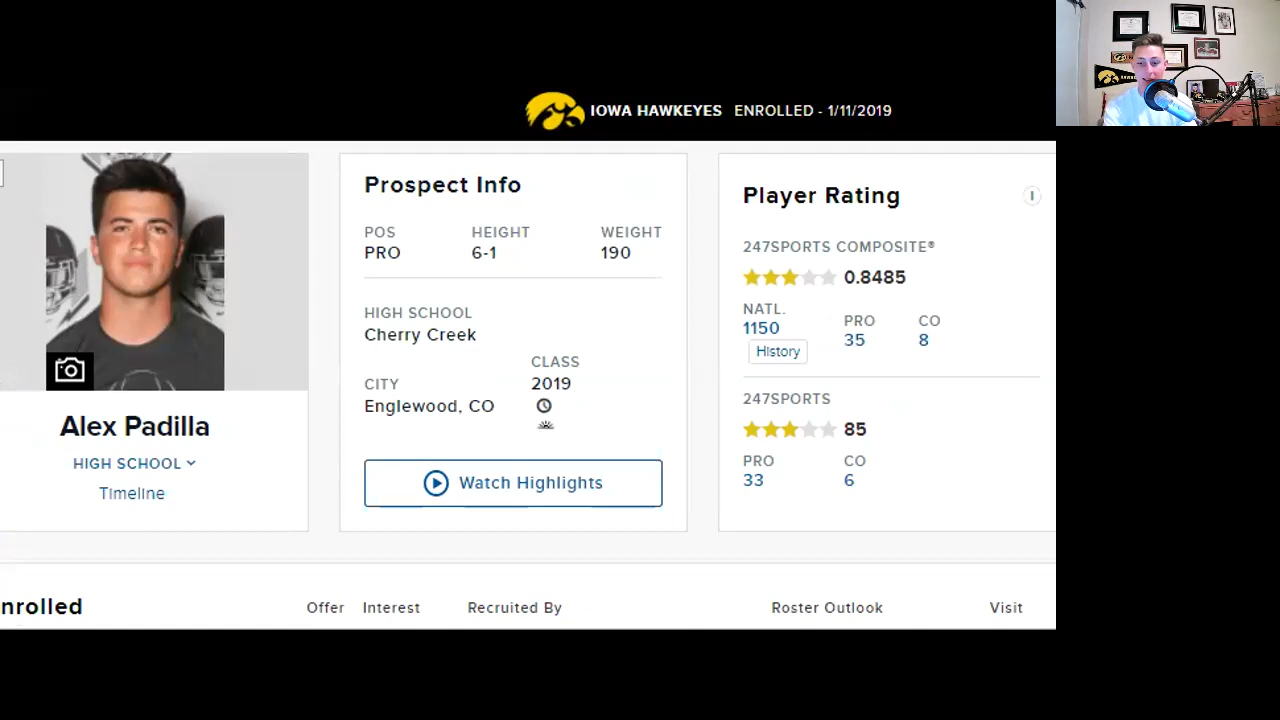 IOWA HAWKEYES ENROLLED - 1/11/2019
Alex Padilla
HIGH SCHOOL
Timeline
Prospect Info
POS HEIGHT WEIGHT
PRO 6-1 190
HIGH SCHOOL
Cherry Creek
CITY
Englewood, CO
CLASS
2019
Watch Highlights
Player Rating
247SPORTS COMPOSITE®
0.8485
NATL. PRO CO
1150 35 8
History
247SPORTS
85
PRO CO
33 6
nrolled Offer Interest Recruited By Roster Outlook Visit